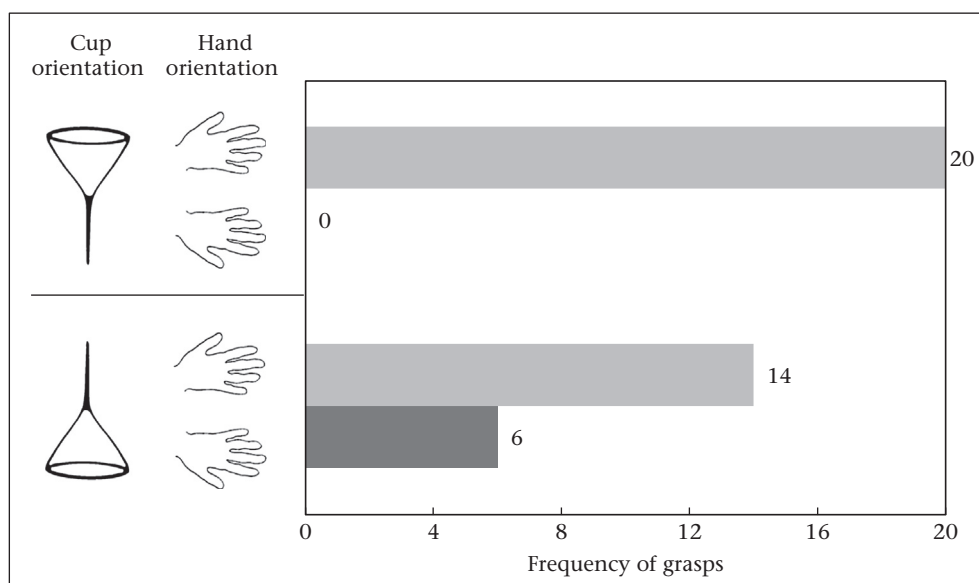 Cup
orientation
Hand
orientation
20
0
14
6
0 4 8 12 16 20
Frequency of grasps